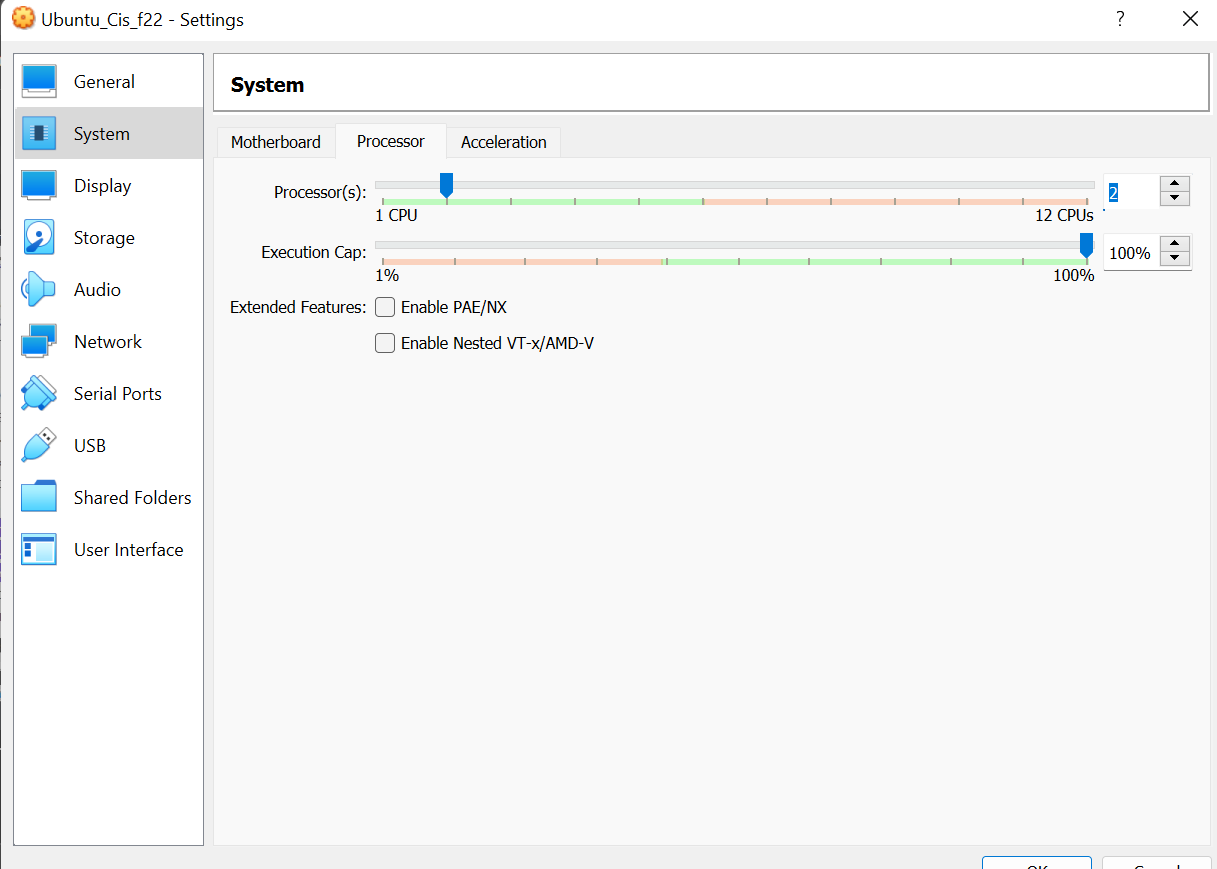 Ubuntu_Cis_f22 - Settings
?
General
System
Display
Storage
Audio
Network
Serial Ports
USB
Shared Folders
User Interface
System
Motherboard
Processor
Acceleration
Processor(s):
2
1 CPU
12 CPUs
Execution Cap:
100%
1%
100%
Extended Features:
Enable PAE/NX
Enable Nested VT-x/AMD-V
OK